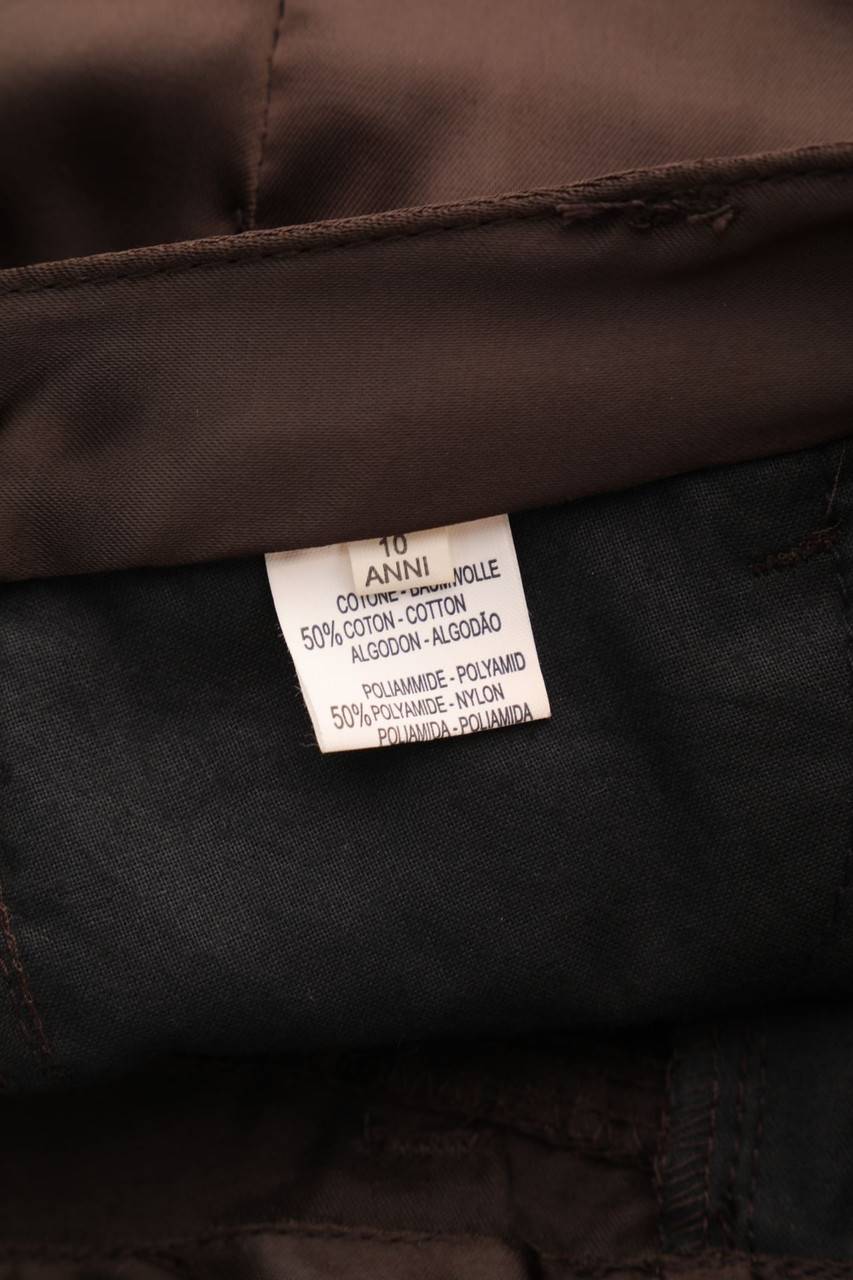 10
ANNI
COTONE - BAUMWOLLE
50% COTON - COTTON
ALGODON - ALGODÃO
POLIAMMIDE - POLYAMID
50% POLYAMIDE - NYLON
POLIAMIDA - POLIAMIDA